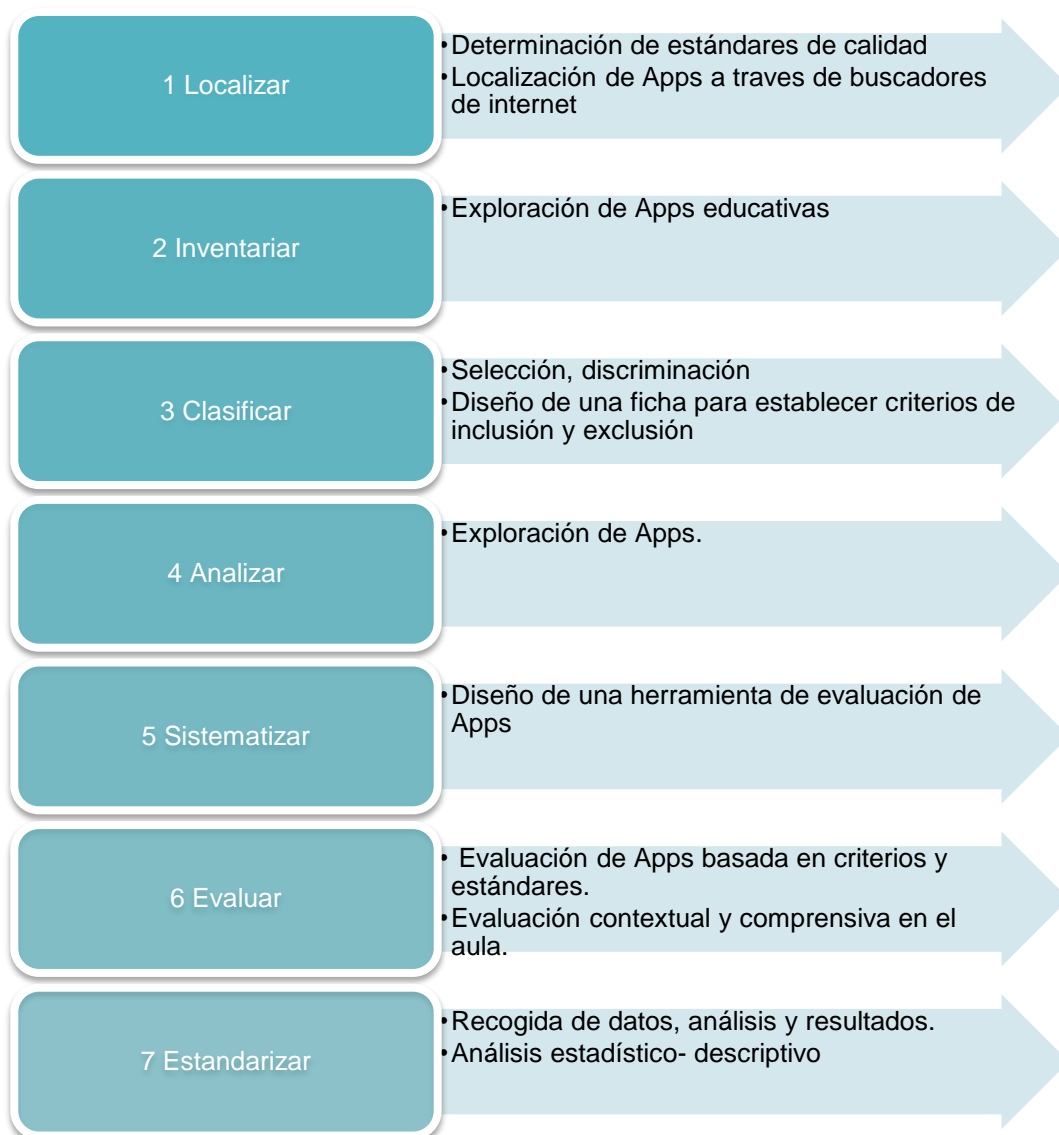 1 Localizar
•Determinación de estándares de calidad
•Localización de Apps a traves de buscadores
de internet
2 Inventariar
•Exploración de Apps educativas
3 Clasificar
•Selección, discriminación
•Diseño de una ficha para establecer criterios de
inclusión y exclusión
4 Analizar
•Exploración de Apps.
5 Sistematizar
•Diseño de una herramienta de evaluación de
Apps
6 Evaluar
• Evaluación de Apps basada en criterios y
estándares.
•Evaluación contextual y comprensiva en el
aula.
7 Estandarizar
•Recogida de datos, análisis y resultados.
•Análisis estadístico- descriptivo